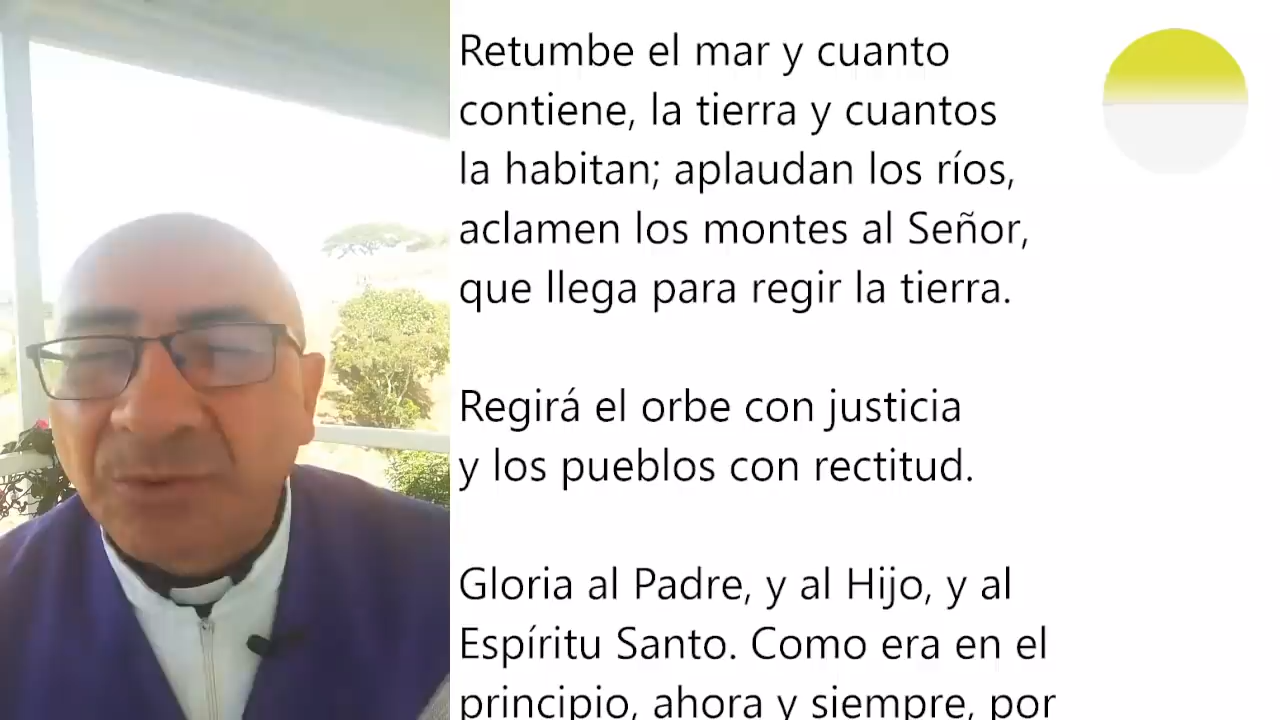 Retumbe el mar y cuanto
contiene, la tierra y cuantos
la habitan; aplaudan los ríos,
aclamen los montes al Señor,
que llega para regir la tierra.
Regirá el orbe con justicia
y los pueblos con rectitud.
Gloria al Padre, y al Hijo, y al
Espíritu Santo. Como era en el
principio, ahora y siempre, por